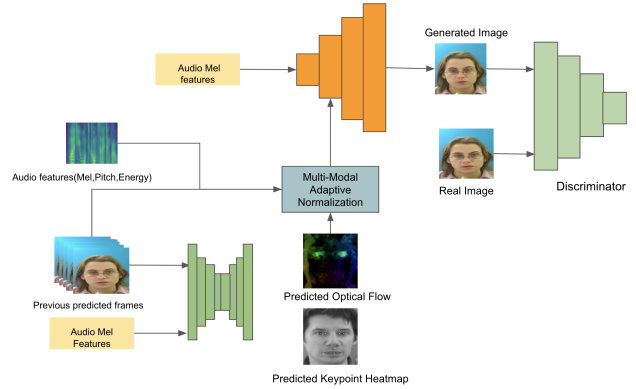 Generated Image
Audio Mel
features
Audio features(Mel,Pitch,Energy)
Multi-Modal
Adaptive
Normalization
Real Image
Discriminator
Previous predicted frames
Predicted Optical Flow
Audio Mel
Features
Predicted Keypoint Heatmap